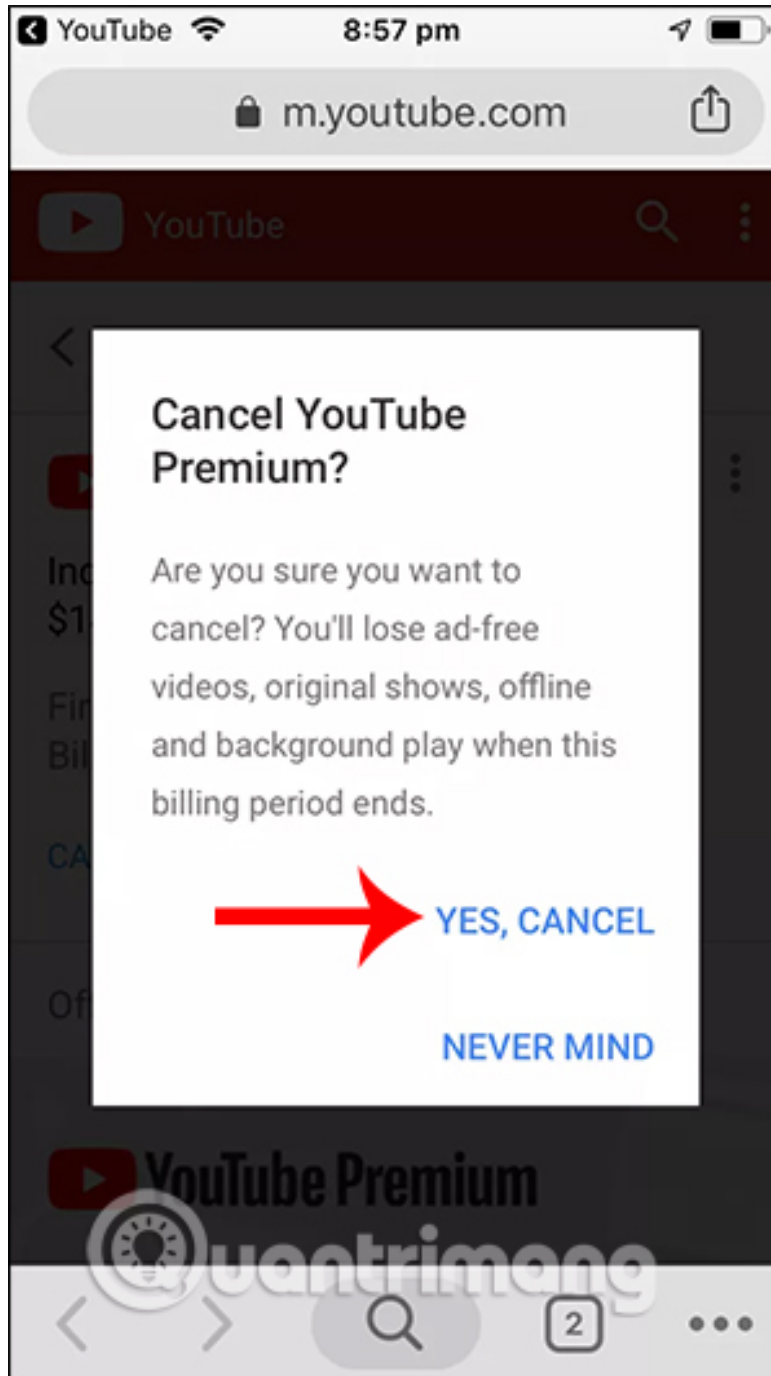 YouTube 8:57 pm
m.youtube.com
YouTube
Cancel YouTube
Premium?
Are you sure you want to
cancel? You'll lose ad-free
videos, original shows, offline
and background play when this
billing period ends.
YES, CANCEL
NEVER MIND
YouTube Premium
Quantrimang
2